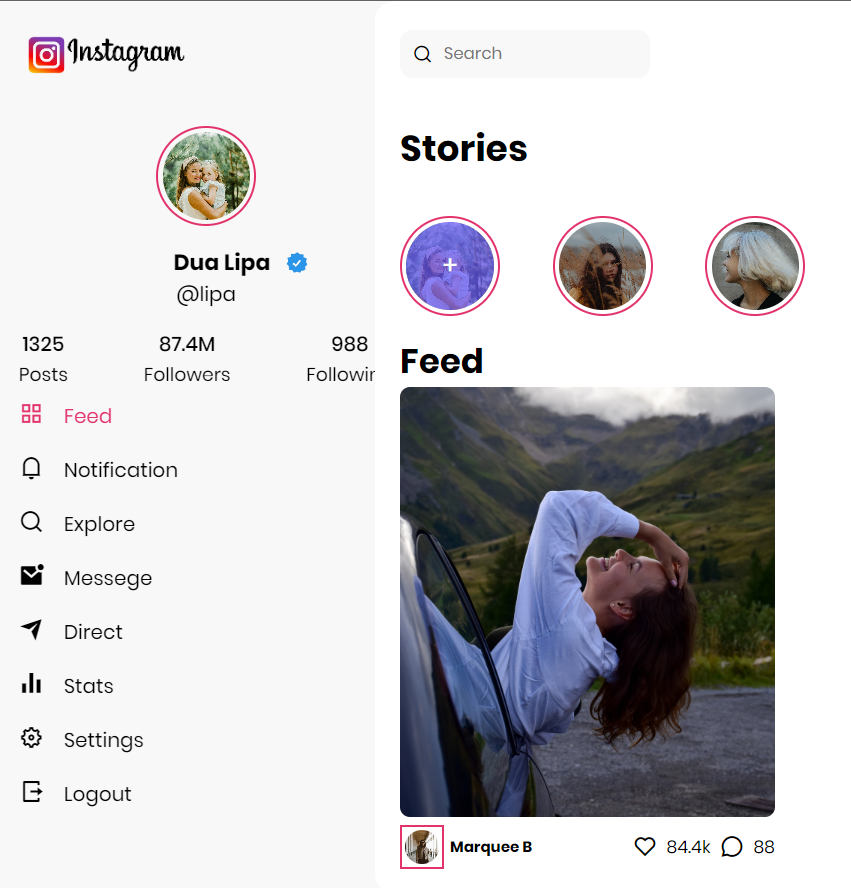 Instagram
Dua Lipa
@lipa
1325 87.4M 988
Posts Followers Followin
Feed
Notification
Explore
Messege
Direct
Stats
Settings
Logout
Search
Stories
+
Feed
Marquee B 84.4k 88